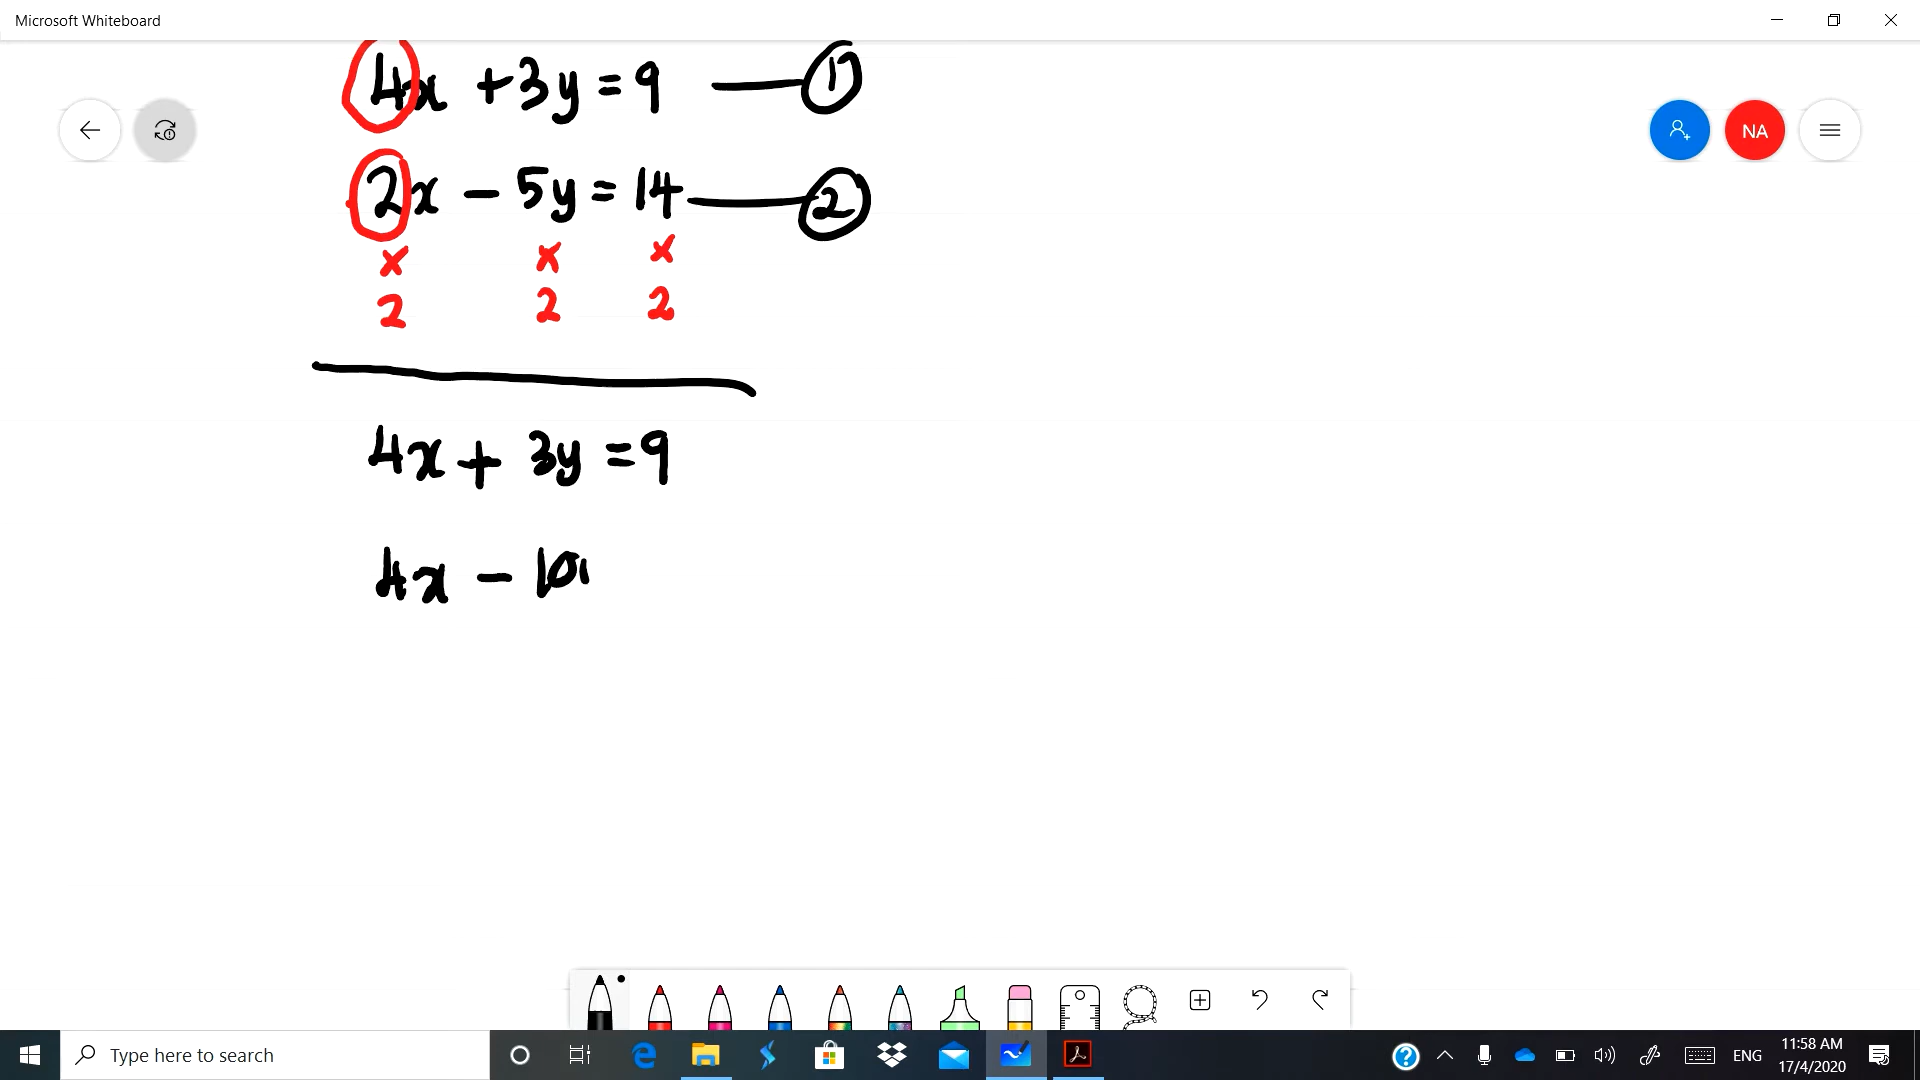 Microsoft Whiteboard
4x + 3y = 9 — 1
NA
2x - 5y = 14 — 2
x x x
2 2 2
4x + 3y = 9
4x - 10
Type here to search
ENG
11:58 AM
17/4/2020